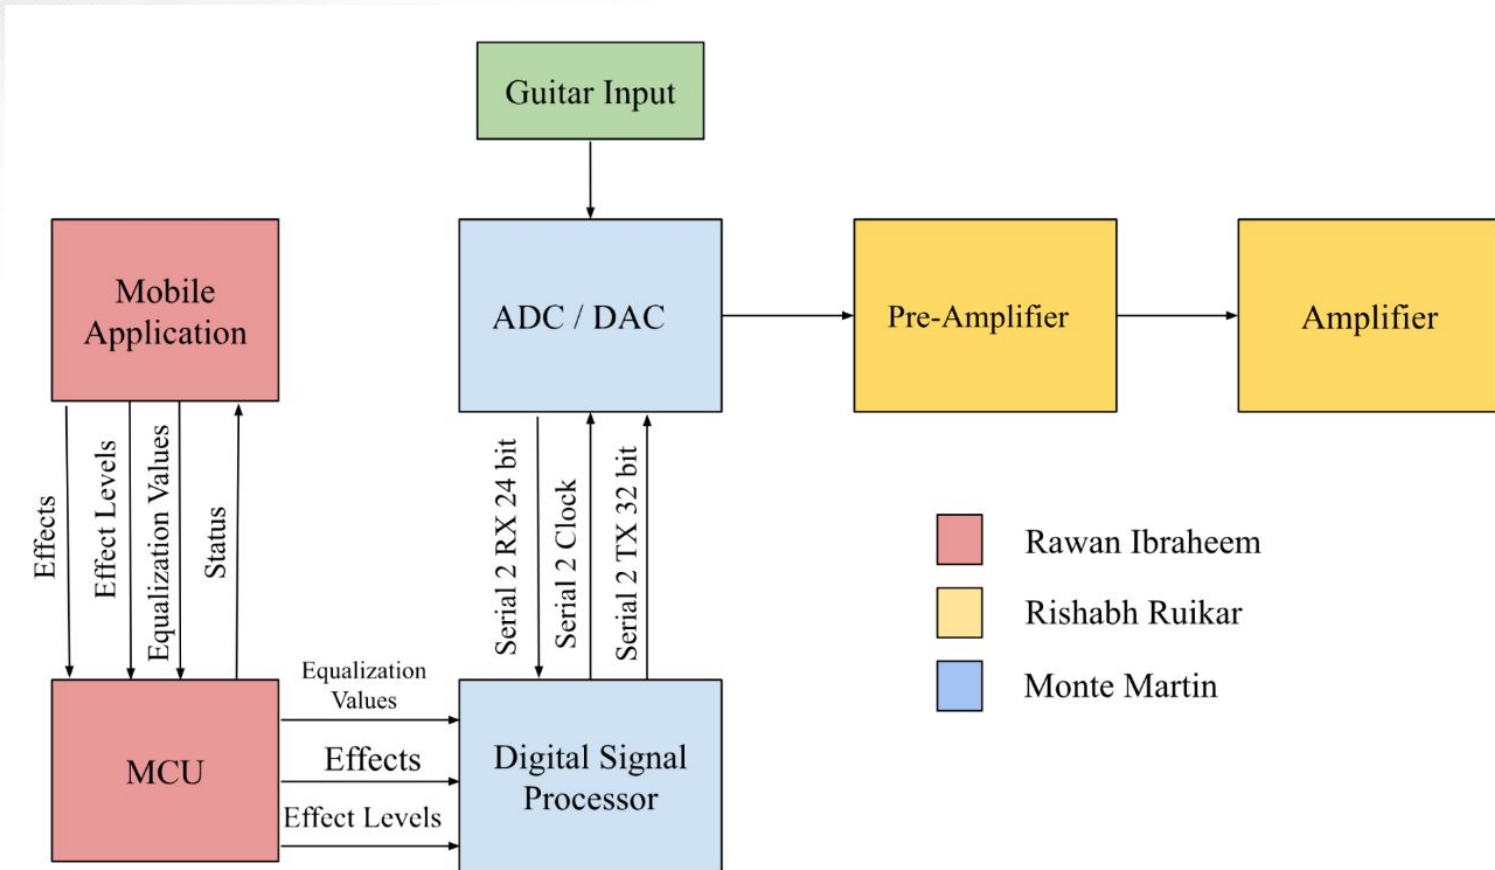 Guitar Input
Mobile
Application
ADC / DAC
Pre-Amplifier
Amplifier
Effects
Effect Levels
Equalization Values
Status
Serial 2 RX 24 bit
Serial 2 Clock
Serial 2 TX 32 bit
Rawan Ibraheem
Rishabh Ruikar
Monte Martin
MCU
Equalization
Values
Effects
Effect Levels
Digital Signal
Processor